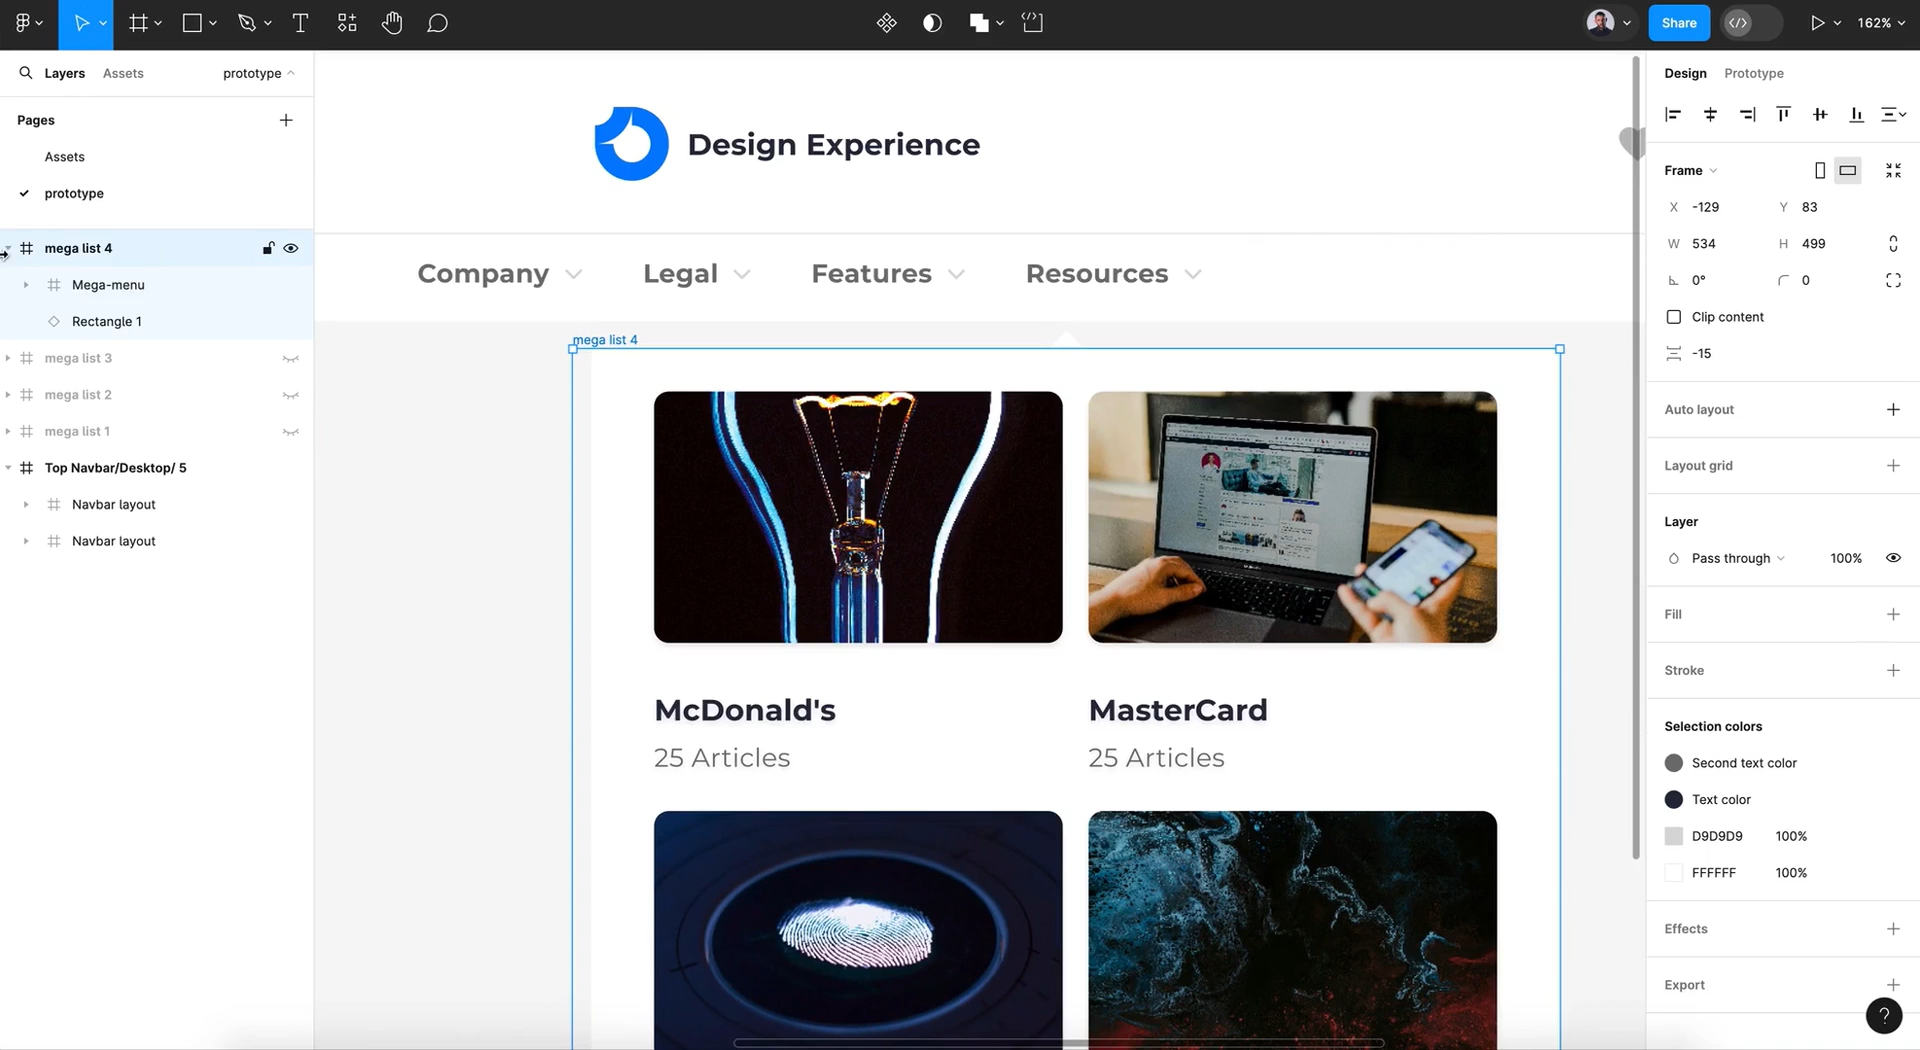 Share
162%
Layers
Assets
prototype
Pages
Assets
prototype
mega list 4
Mega-menu
Rectangle 1
mega list 3
mega list 2
mega list 1
Top Navbar/Desktop/ 5
Navbar layout
Navbar layout
Design Experience
Company
Legal
Features
Resources
mega list 4
McDonald's
25 Articles
MasterCard
25 Articles
Design
Prototype
Frame
X -129 Y 83
W 534 H 499
0° 0
Clip content
-15
Auto layout
Layout grid
Layer
Pass through 100%
Fill
Stroke
Selection colors
Second text color
Text color
D9D9D9 100%
FFFFFF 100%
Effects
Export
?